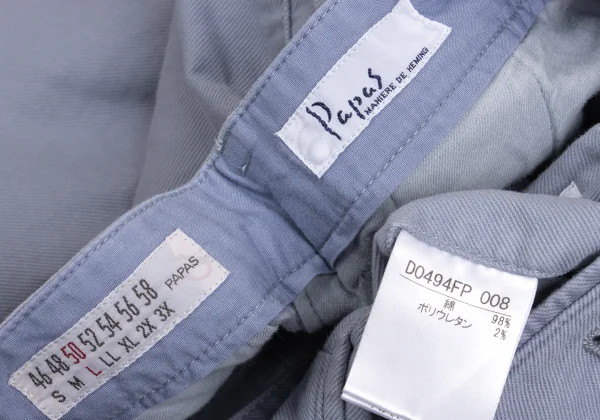 Papas
MANIERE DE HEMING
46 48 50 52 54 56 58
S M L LL XL 2X 3X
PAPAS
D0494FP 008
綿 98%
ポリウレタン 2%